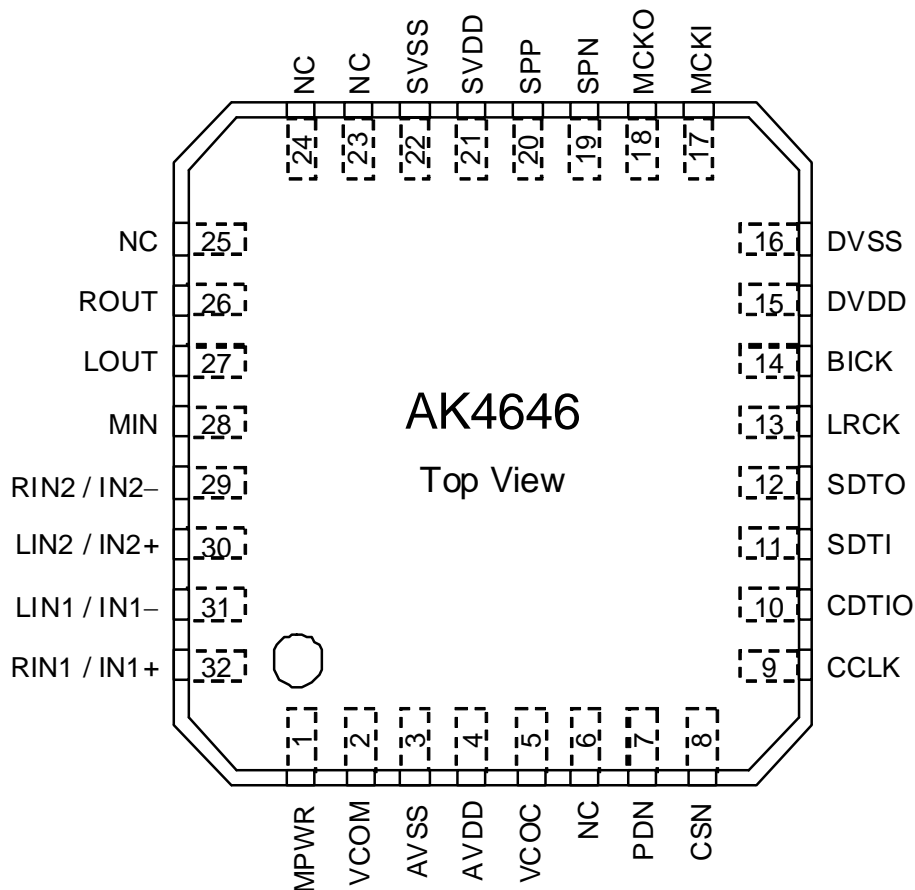 NC
NC
SVSS
SVDD
SPP
SPN
MCKO
MCKI
24
23
22
21
20
19
18
17
NC 25
ROUT 26
LOUT 27
MIN 28
RIN2 / IN2− 29
LIN2 / IN2+ 30
LIN1 / IN1− 31
RIN1 / IN1+ 32
AK4646
Top View
16 DVSS
15 DVDD
14 BICK
13 LRCK
12 SDTO
11 SDTI
10 CDTIO
9 CCLK
1
2
3
4
5
6
7
8
MPWR
VCOM
AVSS
AVDD
VCOC
NC
PDN
CSN